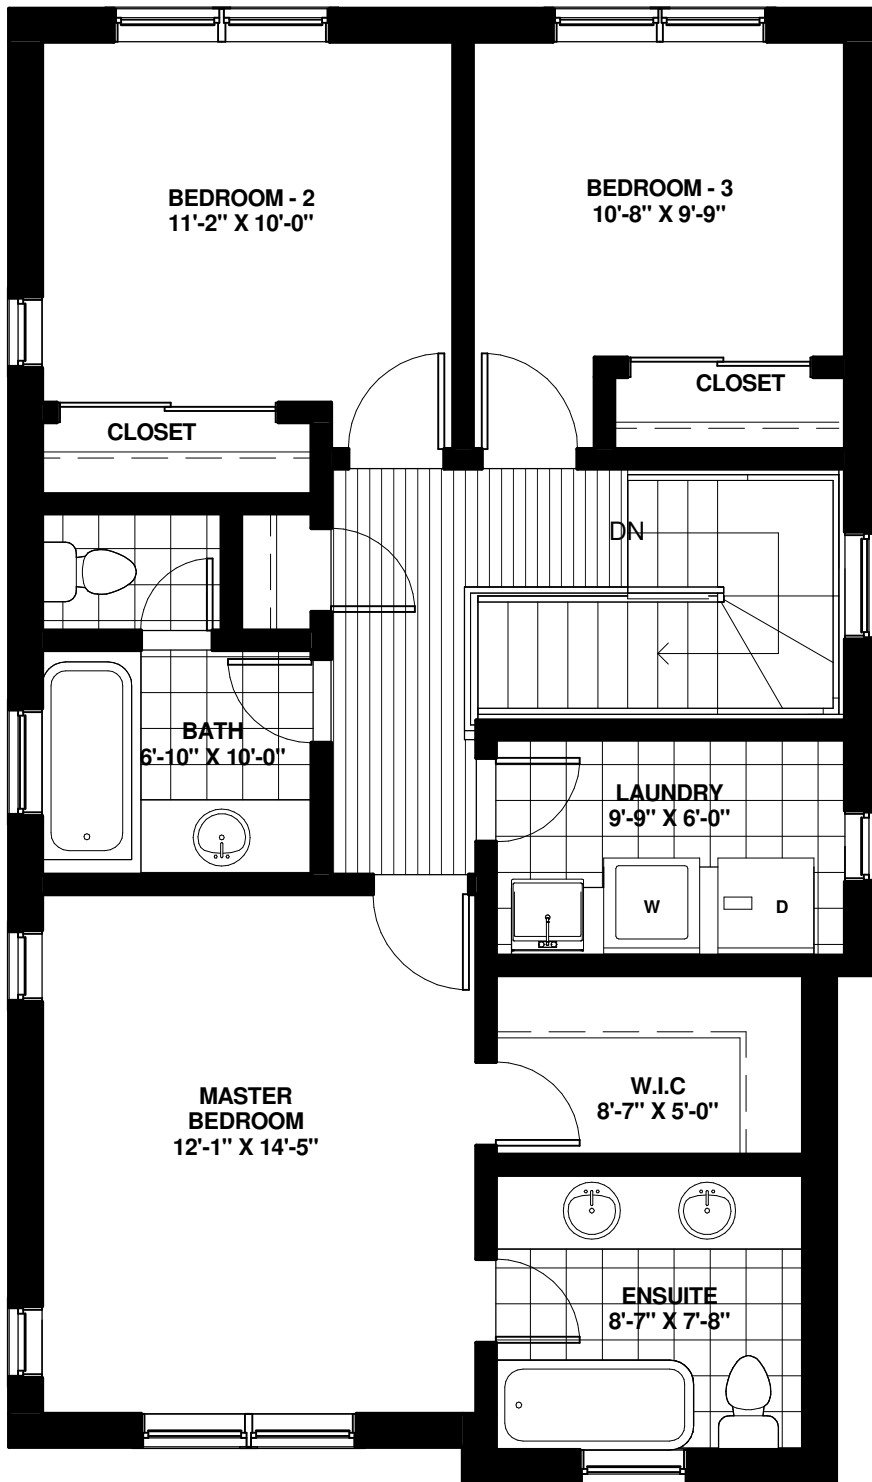 BEDROOM - 2
11'-2" X 10'-0"
BEDROOM - 3
10'-8" X 9'-9"
CLOSET
CLOSET
DN
BATH
6'-10" X 10'-0"
LAUNDRY
9'-9" X 6'-0"
W
D
MASTER
BEDROOM
12'-1" X 14'-5"
W.I.C
8'-7" X 5'-0"
ENSUITE
8'-7" X 7'-8"